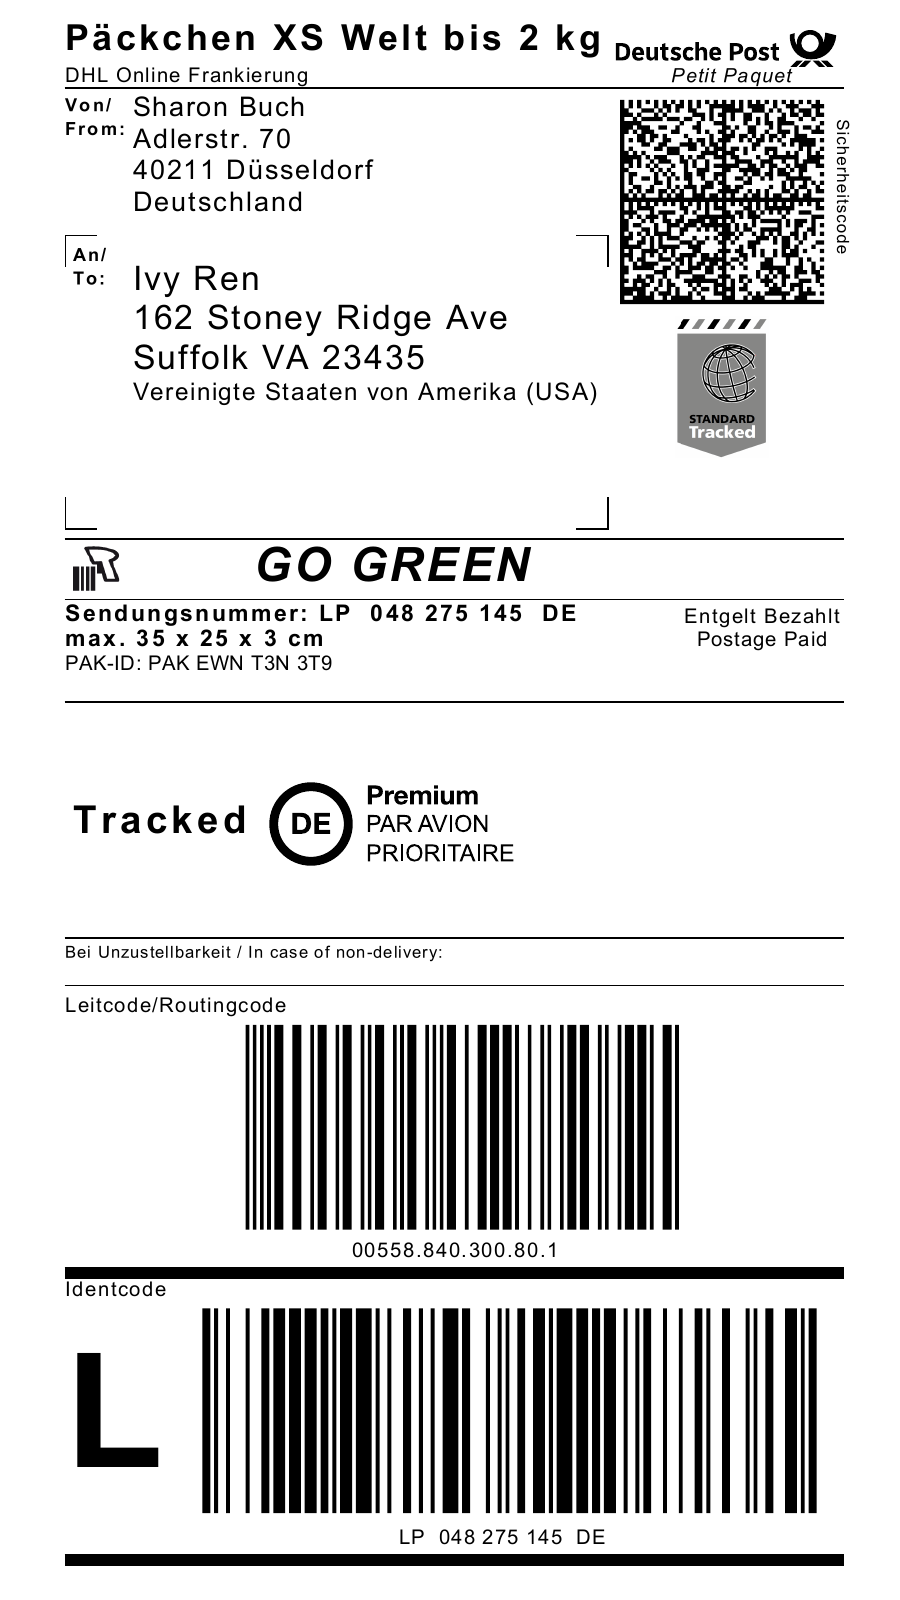 Päckchen XS Welt bis 2 kg
Deutsche Post
DHL Online Frankierung
Petit Paquet
Von/
From:
Sharon Buch
Adlerstr. 70
40211 Düsseldorf
Deutschland
Sicherheitscode
An/
To:
Ivy Ren
162 Stoney Ridge Ave
Suffolk VA 23435
Vereinigte Staaten von Amerika (USA)
STANDARD
Tracked
GO GREEN
Sendungsnummer: LP 048 275 145 DE
max. 35 x 25 x 3 cm
PAK-ID: PAK EWN T3N 3T9
Entgelt Bezahlt
Postage Paid
Tracked
DE
Premium
PAR AVION
PRIORITAIRE
Bei Unzustellbarkeit / In case of non-delivery:
Leitcode/Routingcode
00558.840.300.80.1
Identcode
L
LP 048 275 145 DE